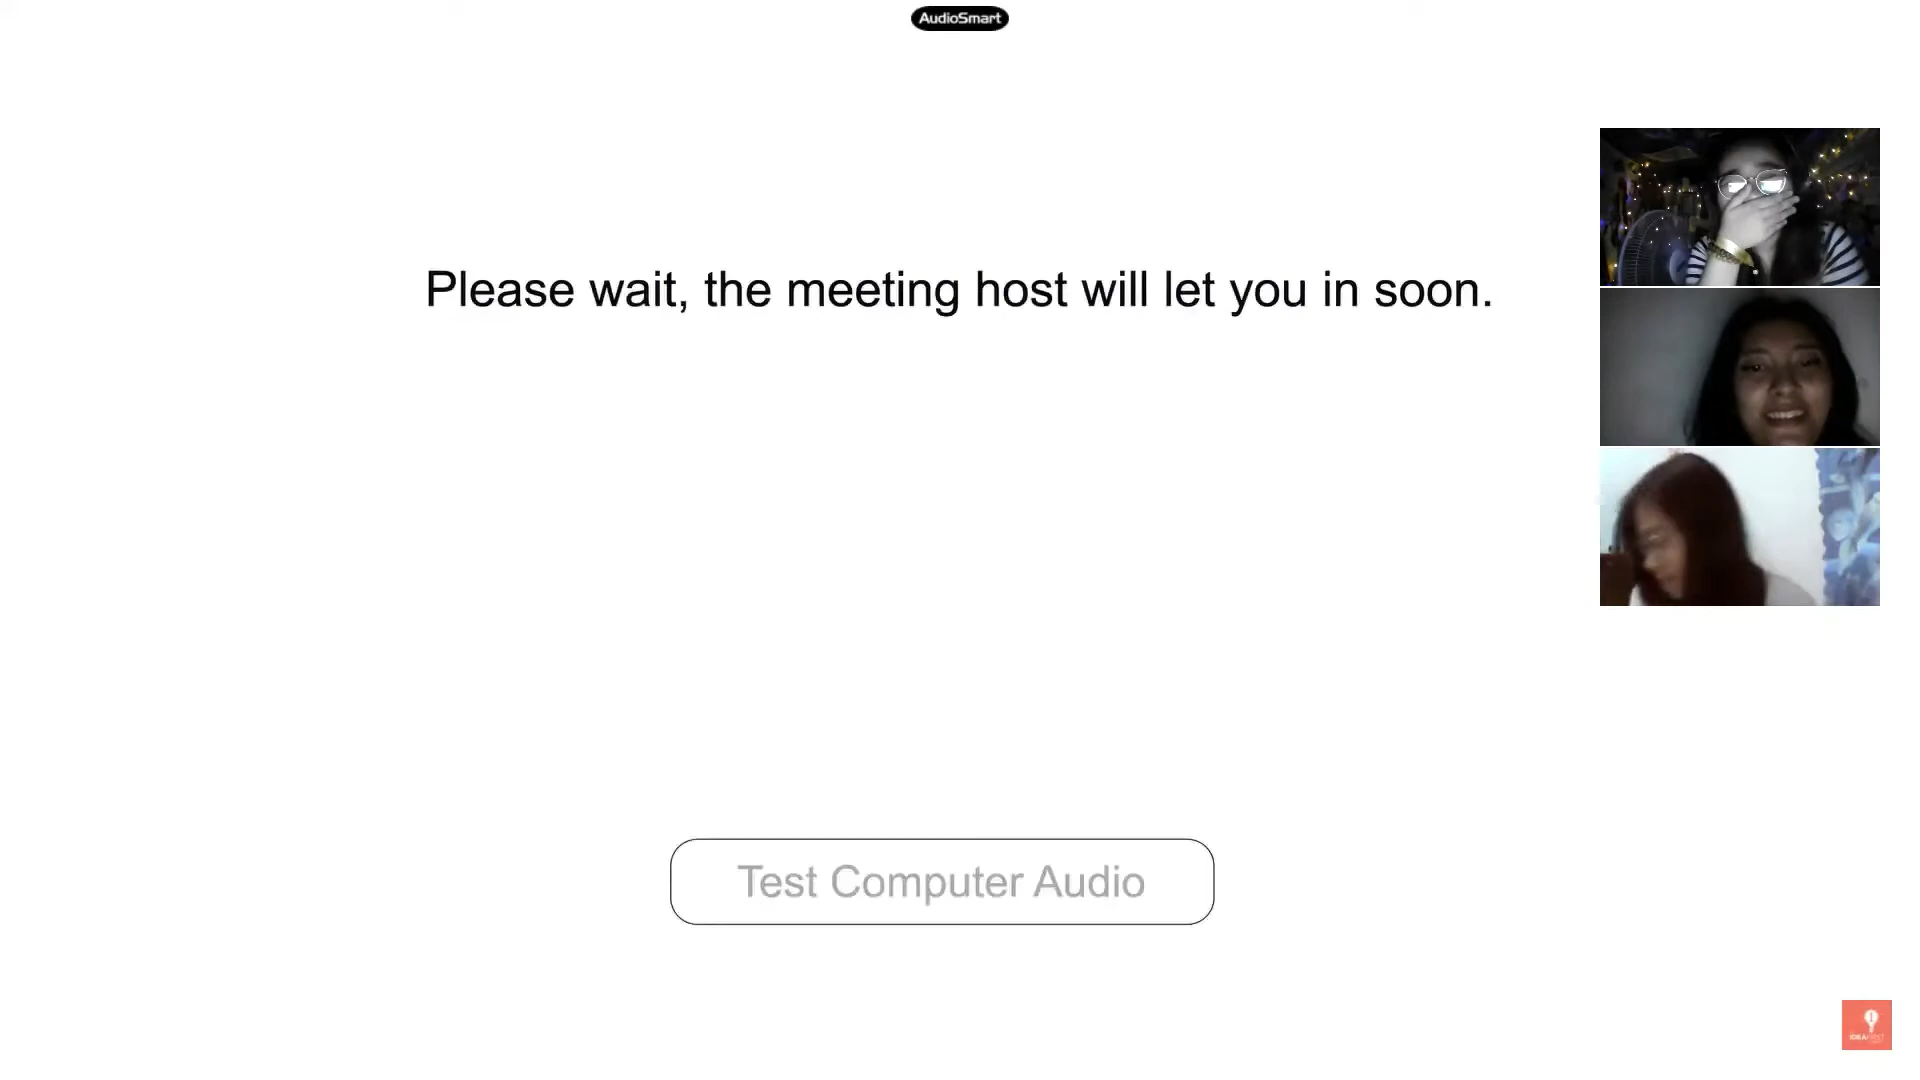 AudioSmart
Please wait, the meeting host will let you in soon.
Test Computer Audio